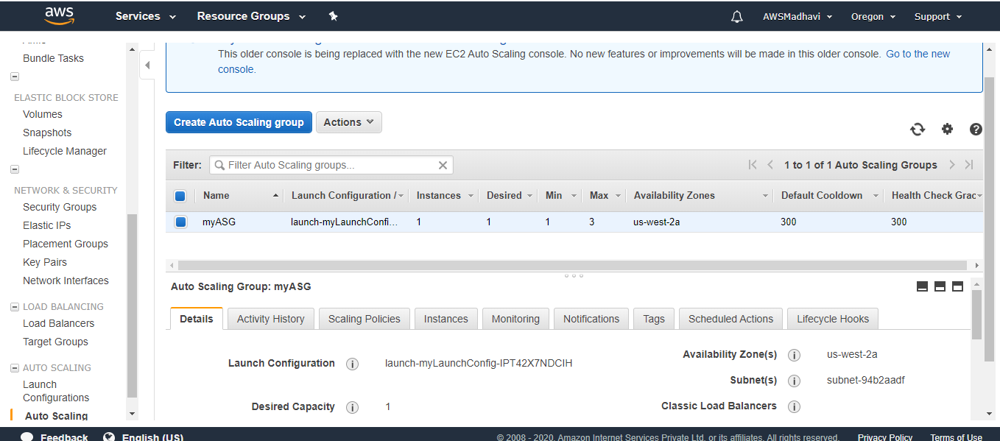 aws Services Resource Groups AWSMadhavi Oregon Support
Bundle Tasks
ELASTIC BLOCK STORE
Volumes
Snapshots
Lifecycle Manager
NETWORK & SECURITY
Security Groups
Elastic IPs
Placement Groups
Key Pairs
Network Interfaces
LOAD BALANCING
Load Balancers
Target Groups
AUTO SCALING
Launch
Configurations
Auto Scaling
This older console is being replaced with the new EC2 Auto Scaling console. No new features or improvements will be made in this older console. Go to the new
console.
Create Auto Scaling group Actions
Filter: Filter Auto Scaling groups... 1 to 1 of 1 Auto Scaling Groups
Name Launch Configuration / Instances Desired Min Max Availability Zones Default Cooldown Health Check Grac
myASG launch-myLaunchConfi... 1 1 1 3 us-west-2a 300 300
Auto Scaling Group: myASG
Details Activity History Scaling Policies Instances Monitoring Notifications Tags Scheduled Actions Lifecycle Hooks
Launch Configuration launch-myLaunchConfig-IPT42X7NDCIH
Desired Capacity 1
Availability Zone(s) us-west-2a
Subnet(s) subnet-94b2aadf
Classic Load Balancers
Feedback English (US) © 2008 - 2020, Amazon Internet Services Private Ltd. or its affiliates. All rights reserved. Privacy Policy Terms of Use